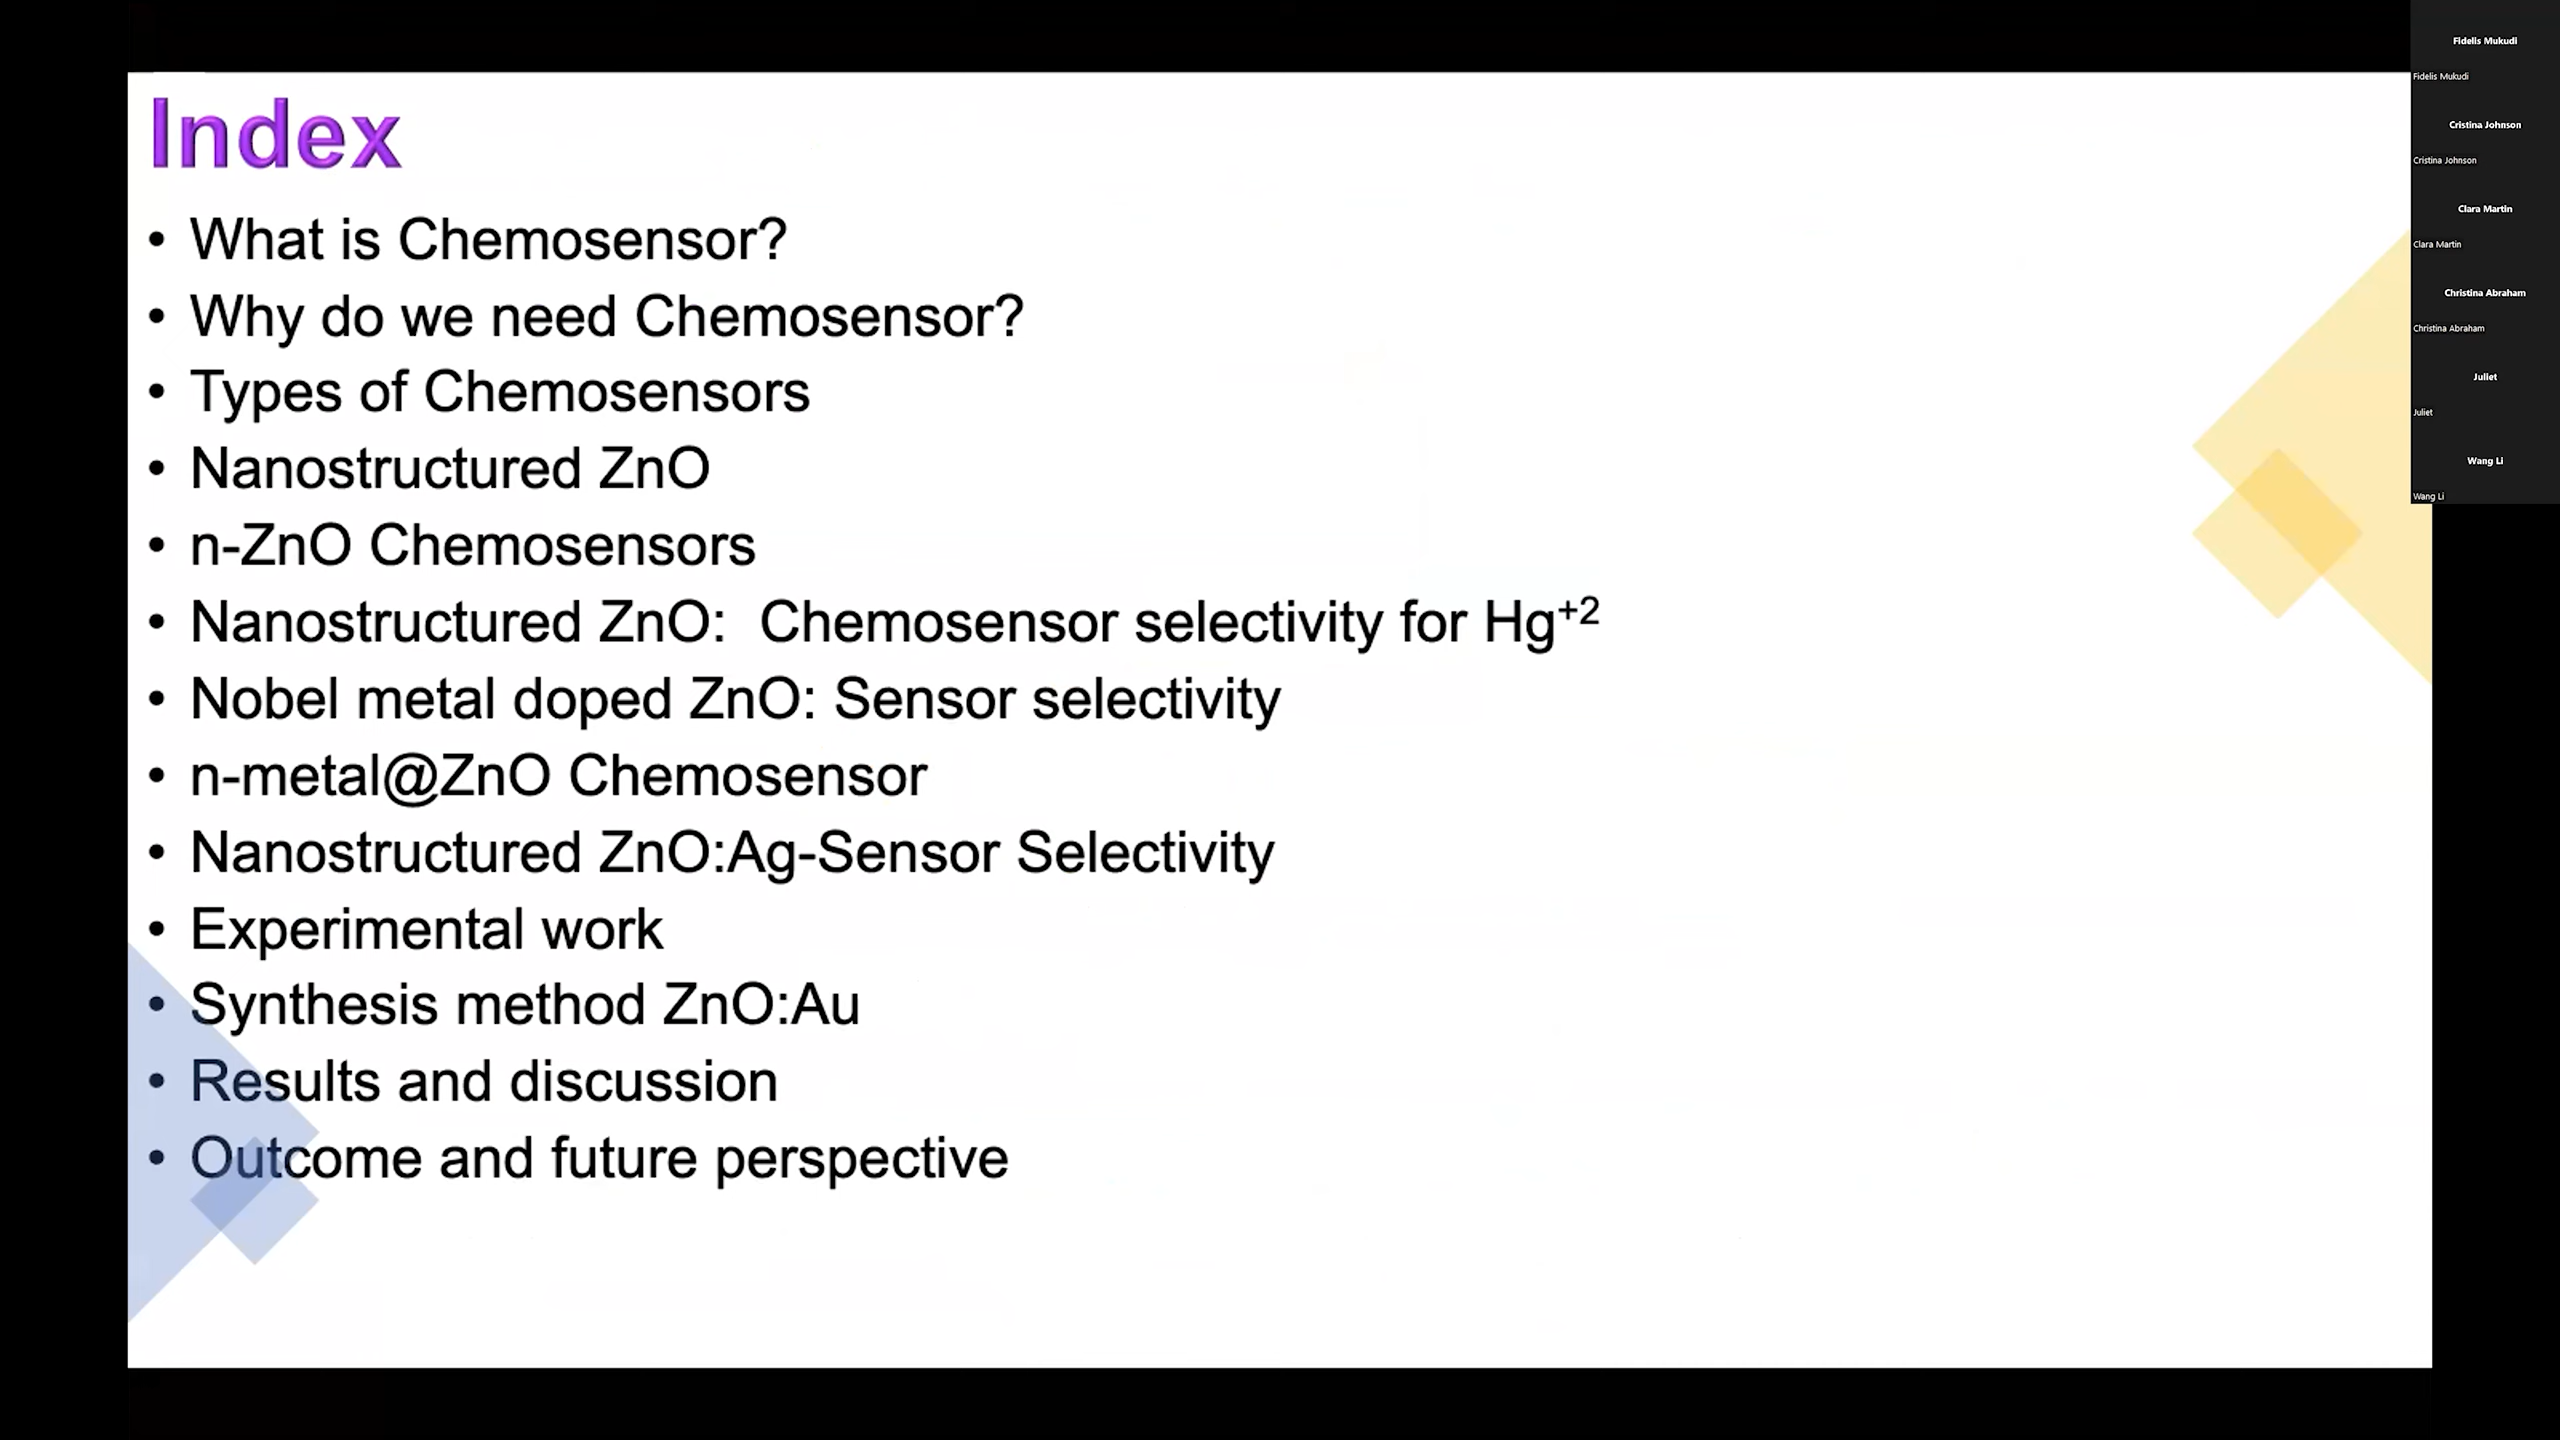 Index
• What is Chemosensor?
• Why do we need Chemosensor?
• Types of Chemosensors
• Nanostructured ZnO
• n-ZnO Chemosensors
• Nanostructured ZnO:  Chemosensor selectivity for Hg⁺²
• Nobel metal doped ZnO: Sensor selectivity
• n-metal@ZnO Chemosensor
• Nanostructured ZnO:Ag-Sensor Selectivity
• Experimental work
• Synthesis method ZnO:Au
• Results and discussion
• Outcome and future perspective
Fidelis Mukudi
Fidelis Mukudi
Cristina Johnson
Cristina Johnson
Clara Martin
Clara Martin
Christina Abraham
Christina Abraham
Juliet
Juliet
Wang Li
Wang Li